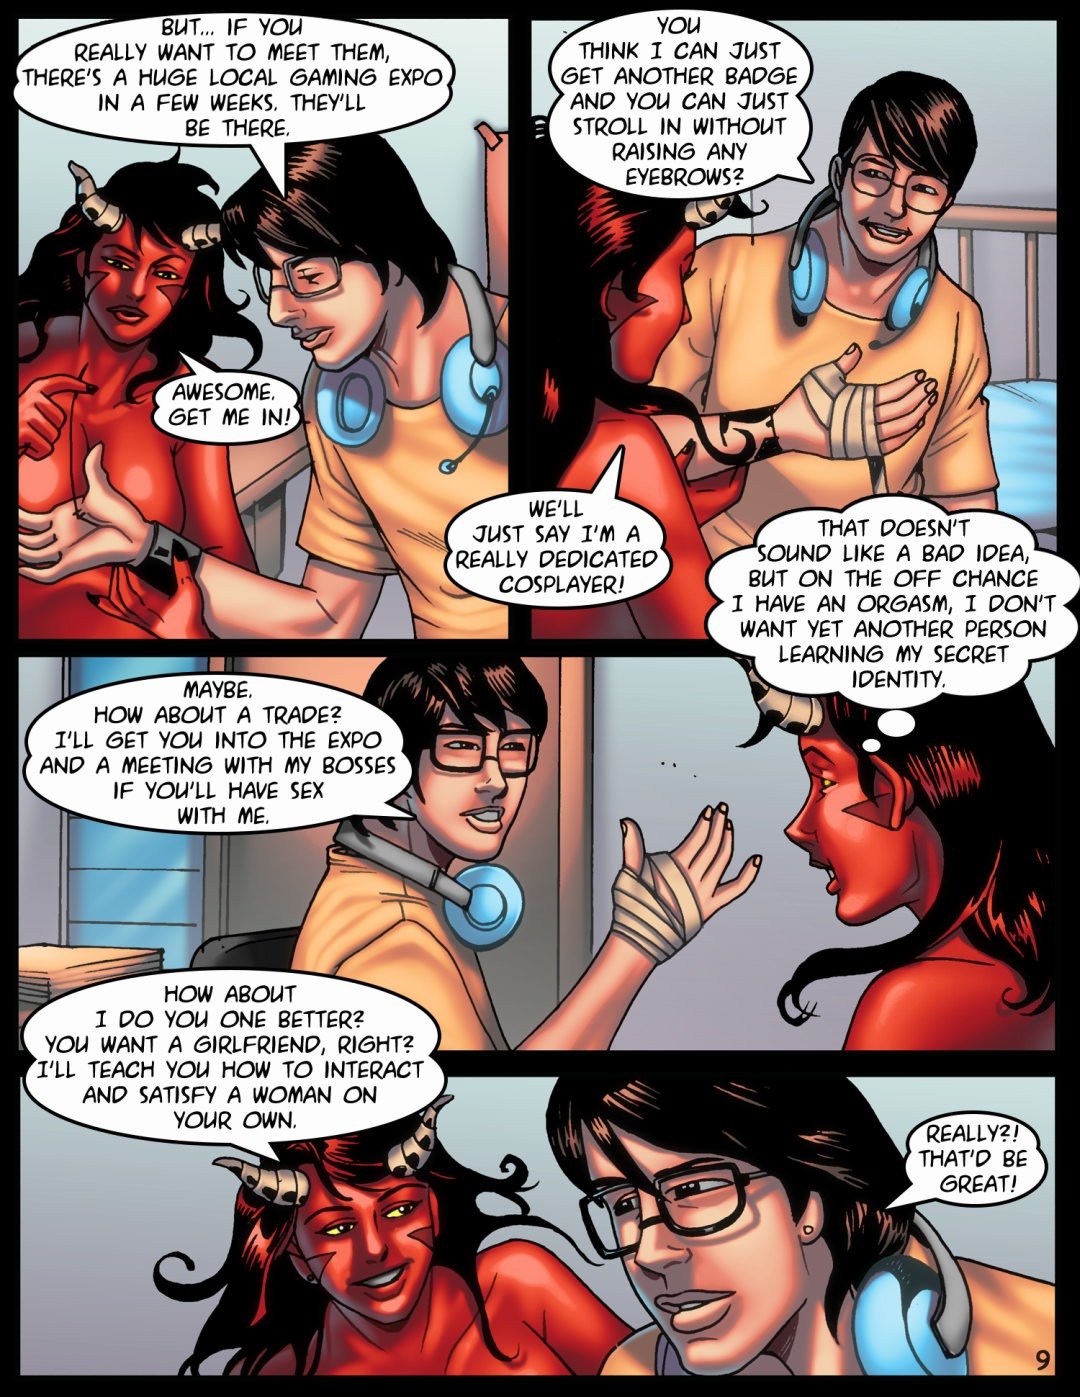 BUT... IF YOU
REALLY WANT TO MEET THEM,
THERE'S A HUGE LOCAL GAMING EXPO
IN A FEW WEEKS. THEY'LL
BE THERE.
AWESOME.
GET ME IN!
YOU
THINK I CAN JUST
GET ANOTHER BADGE
AND YOU CAN JUST
STROLL IN WITHOUT
RAISING ANY
EYEBROWS?
WE'LL
JUST SAY I'M A
REALLY DEDICATED
COSPLAYER!
MAYBE.
HOW ABOUT A TRADE?
I'LL GET YOU INTO THE EXPO
AND A MEETING WITH MY BOSSES
IF YOU'LL HAVE SEX
WITH ME.
THAT DOESN'T
SOUND LIKE A BAD IDEA,
BUT ON THE OFF CHANCE
I HAVE AN ORGASM, I DON'T
WANT YET ANOTHER PERSON
LEARNING MY SECRET
IDENTITY.
HOW ABOUT
I DO YOU ONE BETTER?
YOU WANT A GIRLFRIEND, RIGHT?
I'LL TEACH YOU HOW TO INTERACT
AND SATISFY A WOMAN ON
YOUR OWN.
REALLY?!
THAT'D BE
GREAT!
9